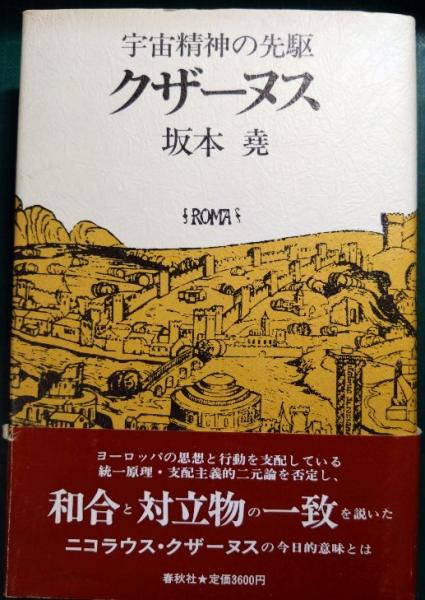 宇宙精神の先駆
クザーヌス
坂本 堯
ROMA
ヨーロッパの思想と行動を支配している
統一原理・支配主義的二元論を否定し、
和合と対立物の一致を説いた
ニコラウス・クザーヌスの今日的意味とは
春秋社★定価3600円